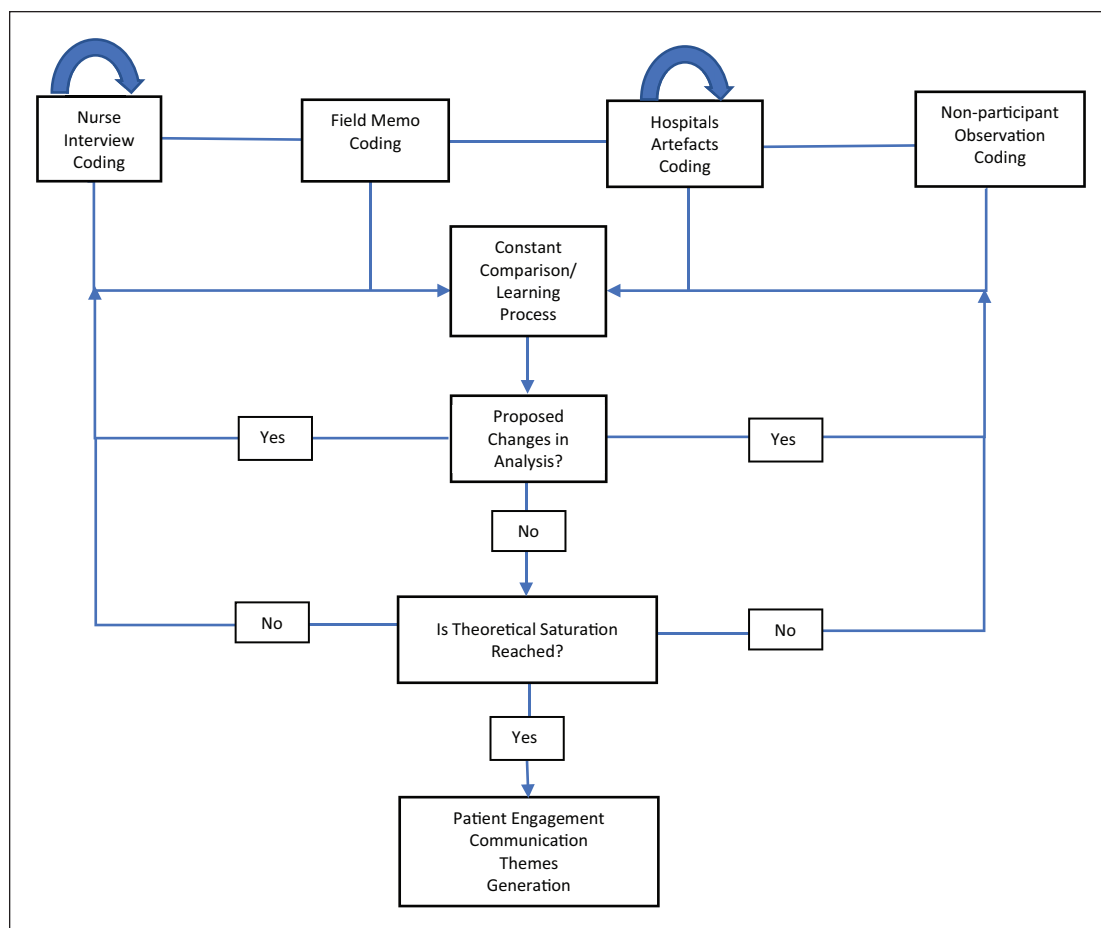 Nurse
Interview
Coding
Field Memo
Coding
Hospitals
Artefacts
Coding
Non-participant
Observation
Coding
Constant
Comparison/
Learning
Process
Proposed
Changes in
Analysis?
Yes
Yes
No
Is Theoretical Saturation
Reached?
No
No
Yes
Patient Engagement
Communication
Themes
Generation